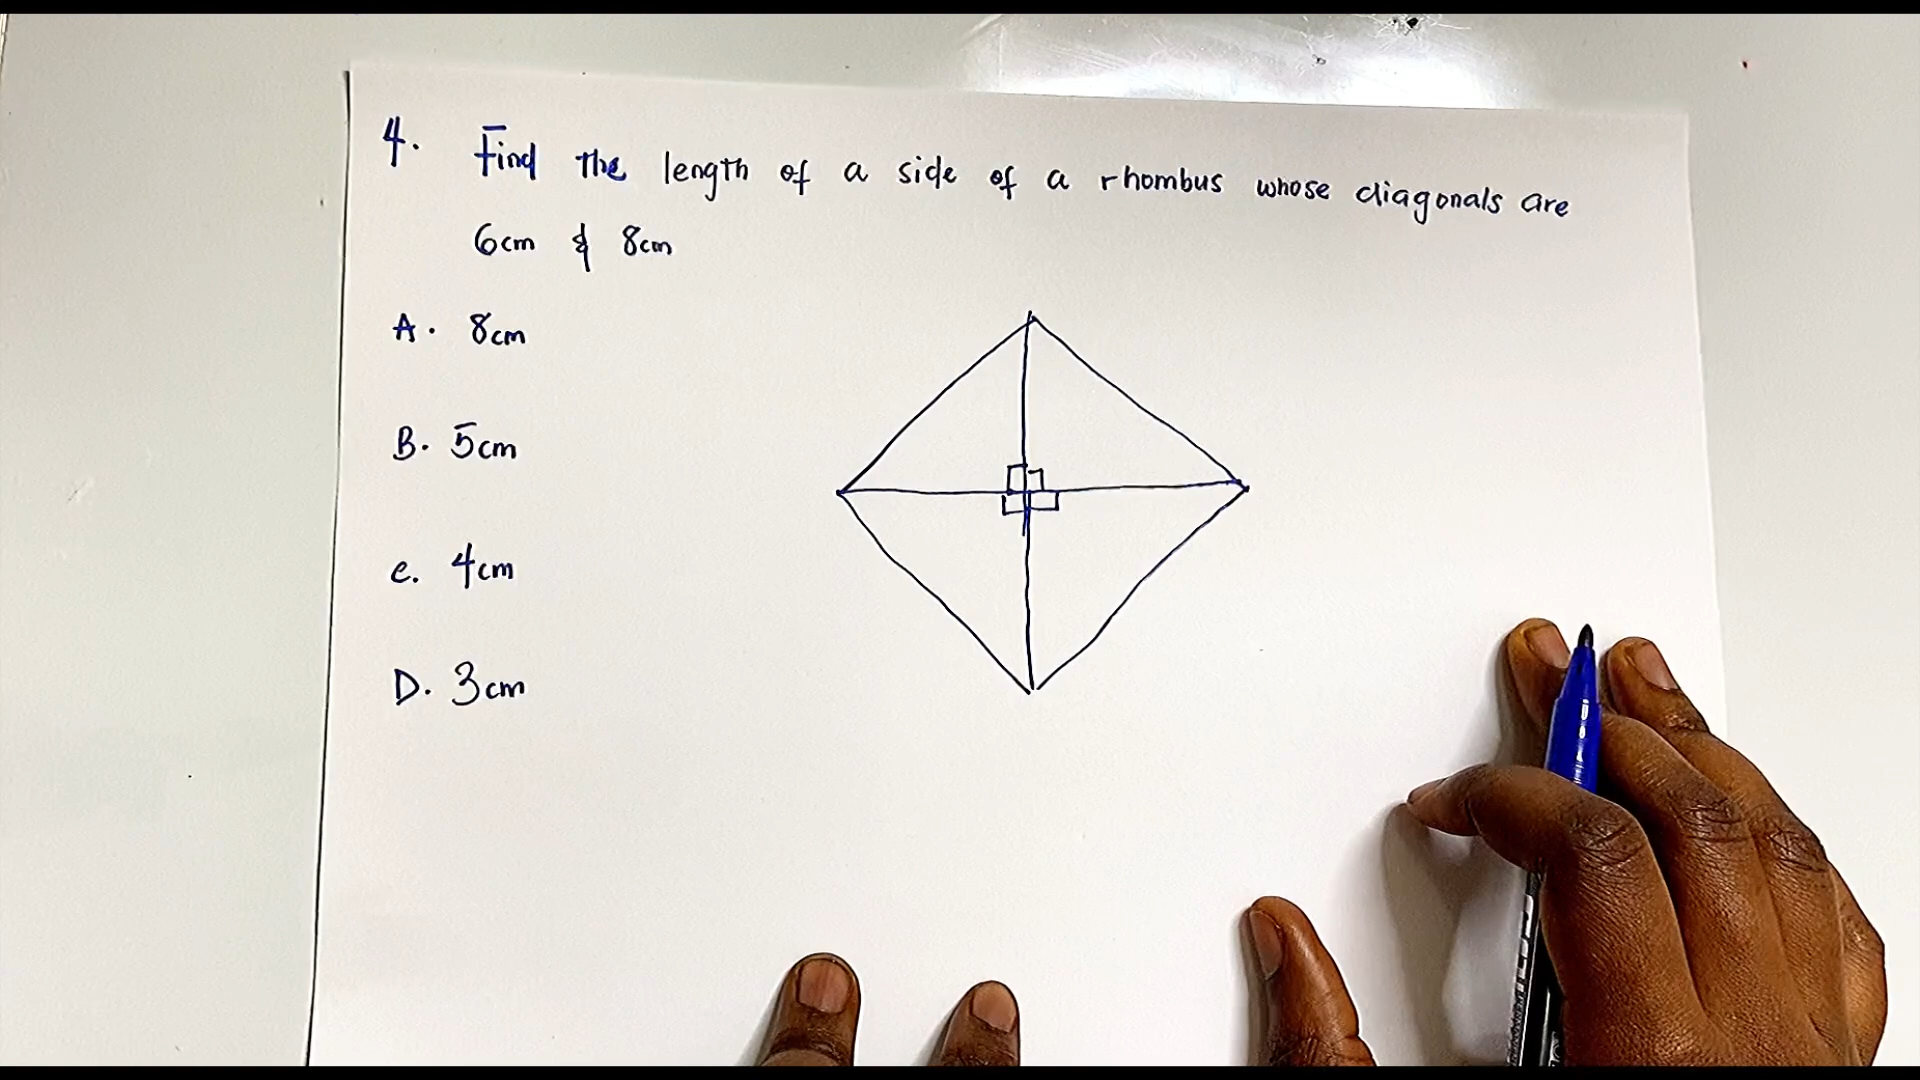 4. Find the length of a side of a rhombus whose diagonals are
6cm & 8cm
A. 8cm
B. 5cm
C. 4cm
D. 3cm